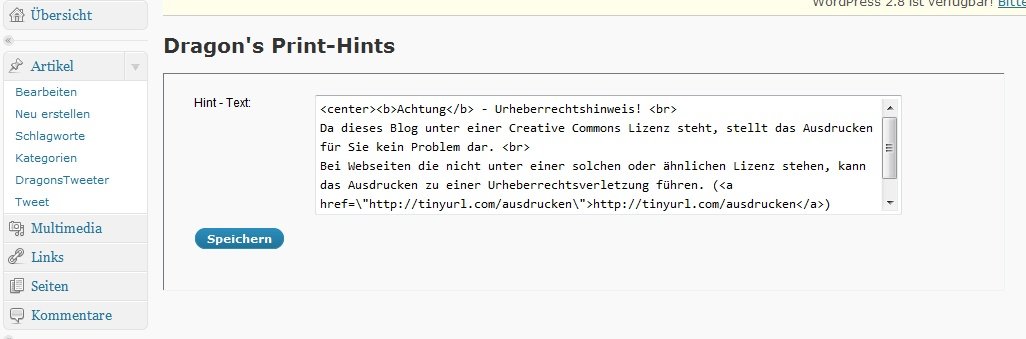 WordPress 2.8 ist verfügbar! Bitte
Übersicht
Dragon's Print-Hints
Artikel
Bearbeiten
Neu erstellen
Schlagworte
Kategorien
DragonsTweeter
Tweet
Multimedia
Links
Seiten
Kommentare
Hint - Text:
<center><b>Achtung</b> - Urheberrechtshinweis! <br>
Da dieses Blog unter einer Creative Commons Lizenz steht, stellt das Ausdrucken
für Sie kein Problem dar. <br>
Bei Webseiten die nicht unter einer solchen oder ähnlichen Lizenz stehen, kann
das Ausdrucken zu einer Urheberrechtsverletzung führen. (<a
href=\"http://tinyurl.com/ausdrucken\">http://tinyurl.com/ausdrucken</a>)
Speichern